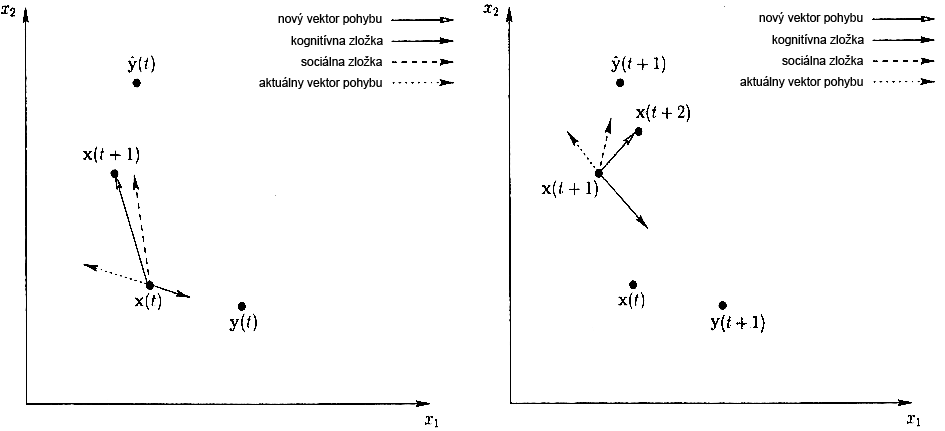 x₂
nový vektor pohybu
kognitívna zložka
sociálna zložka
aktuálny vektor pohybu
ŷ(t)
x(t + 1)
x(t)
y(t)
x₁
x₂
nový vektor pohybu
kognitívna zložka
sociálna zložka
aktuálny vektor pohybu
ŷ(t + 1)
x(t + 2)
x(t + 1)
x(t)
y(t + 1)
x₁